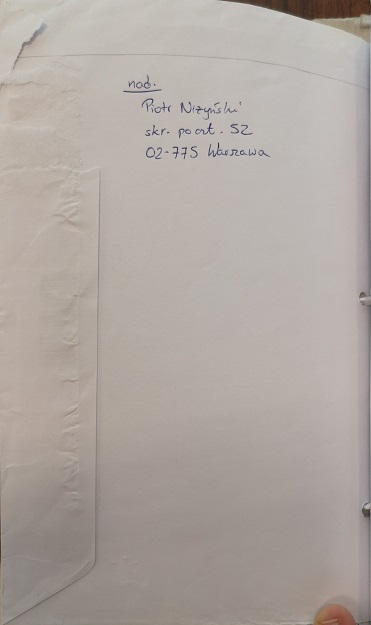 nad.
Piotr Niżyński
skr. poczt. 52
02-775 Warszawa